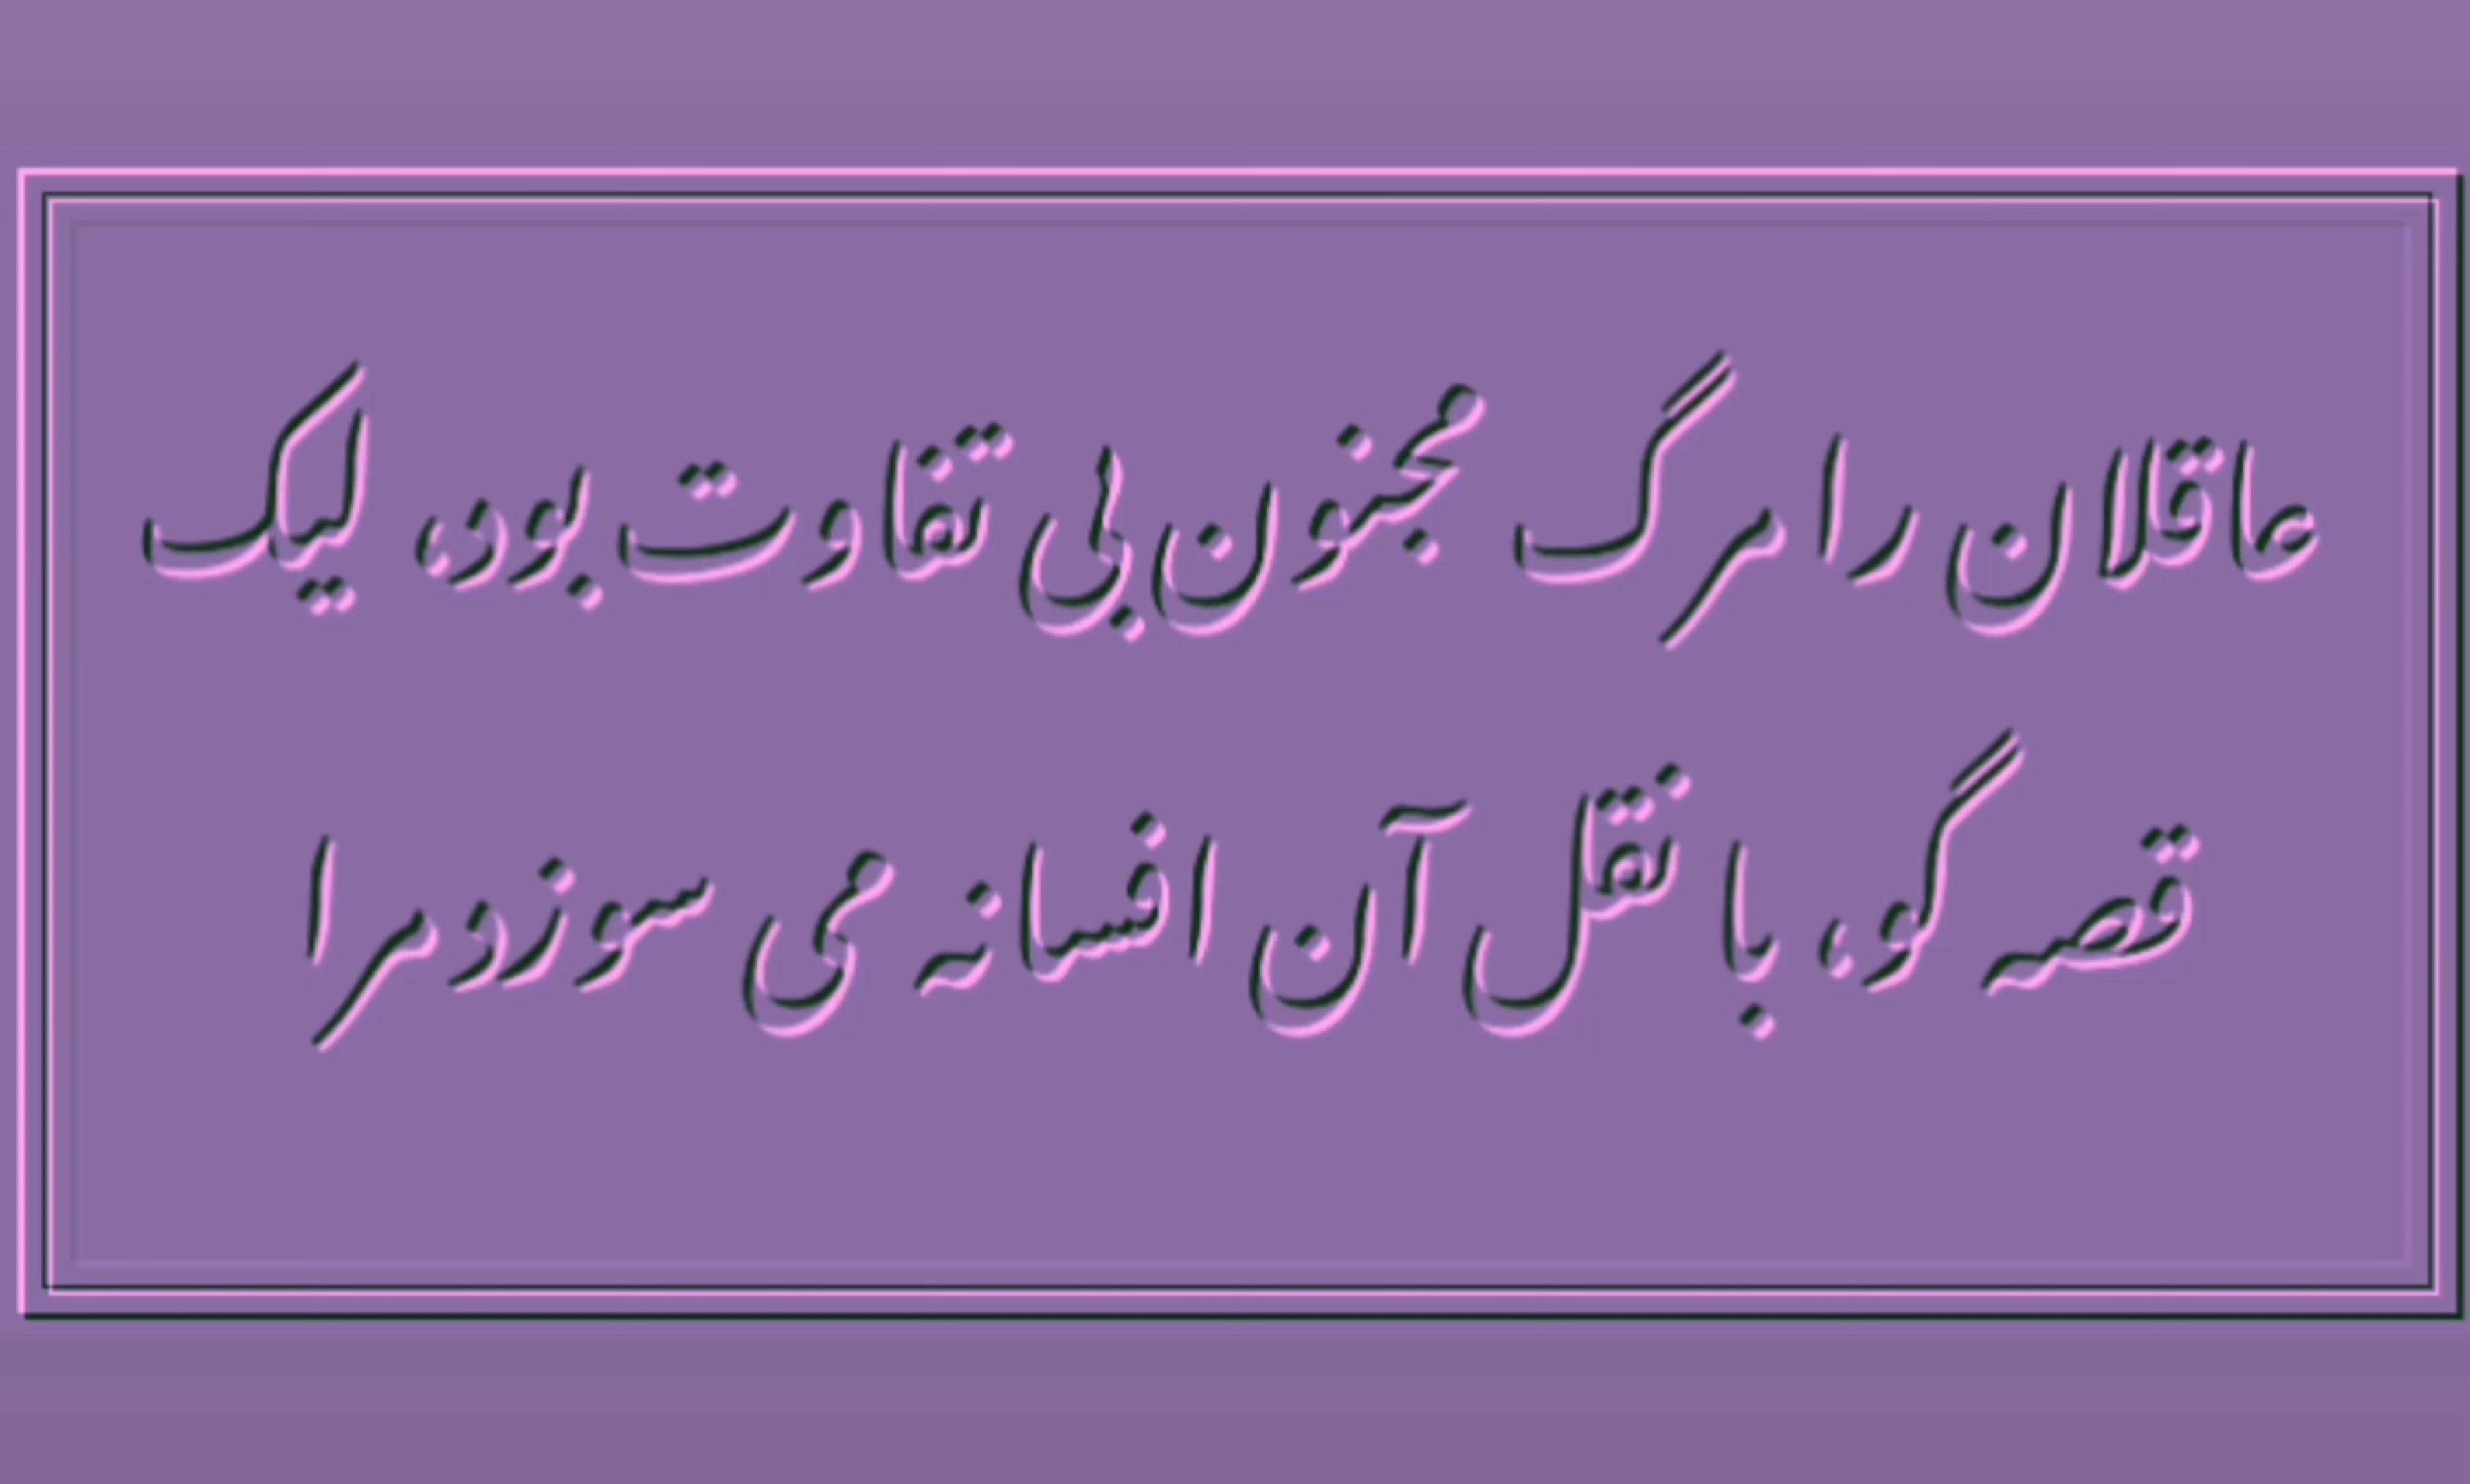 عاقلان را مرگ مجنون بی تفاوت بود، لیک
قصه گو، با نقل آن افسانه می سوزد مرا